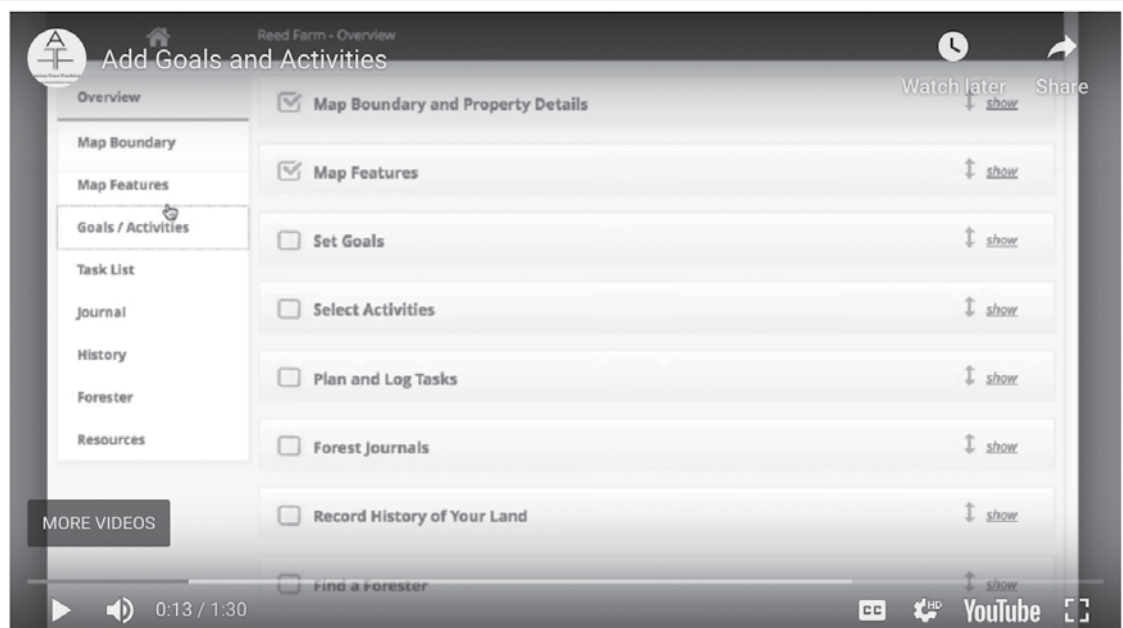 Reed Farm - Overview
Add Goals and Activities
Watch later
Share
Overview
Map Boundary
Map Features
Goals / Activities
Task List
Journal
History
Forester
Resources
Map Boundary and Property Details show
Map Features show
Set Goals show
Select Activities show
Plan and Log Tasks show
Forest Journals show
Record History of Your Land show
Find a Forester show
MORE VIDEOS
0:13 / 1:30
CC
HD
YouTube